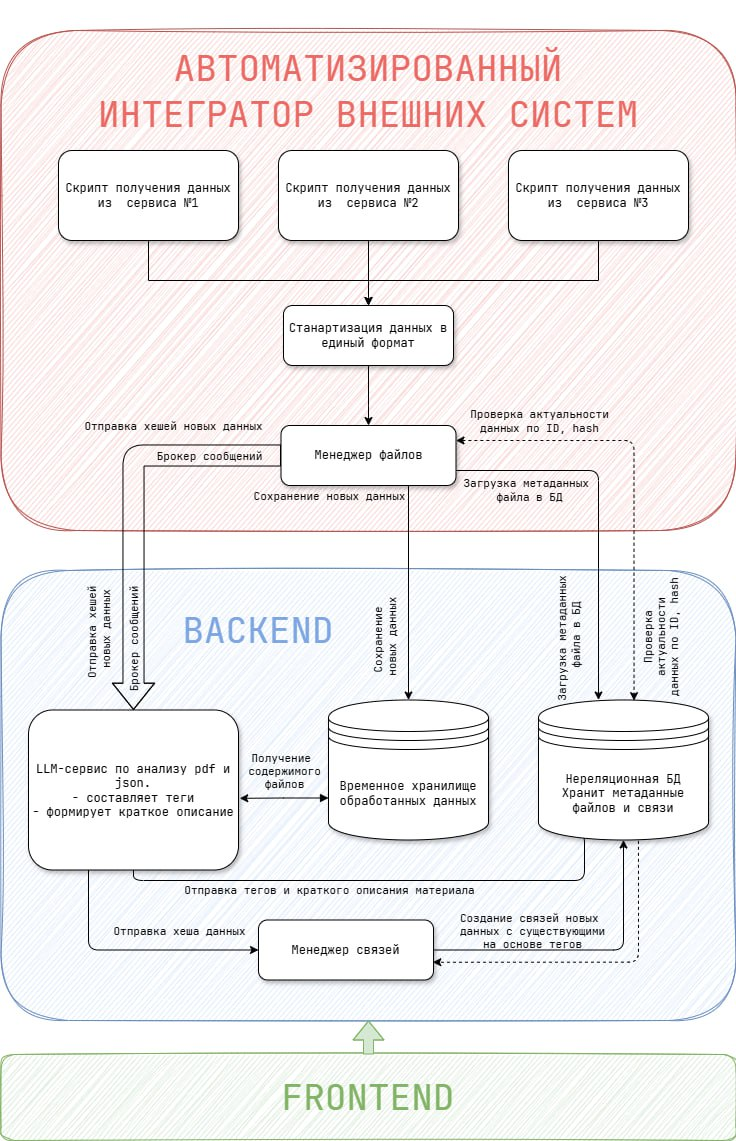 АВТОМАТИЗИРОВАННЫЙ
ИНТЕГРАТОР ВНЕШНИХ СИСТЕМ
Скрипт получения данных
из сервиса №1
Скрипт получения данных
из сервиса №2
Скрипт получения данных
из сервиса №3
Станартизация данных в
единый формат
Отправка хешей новых данных
Брокер сообщений
Менеджер файлов
Проверка актуальности
данных по ID, hash
Сохранение новых данных
Загрузка метаданных
файла в БД
BACKEND
Отправка хешей
новых данных
Брокер сообщений
Сохранение
новых данных
Загрузка метаданных
файла в БД
Проверка
актуальности
данных по ID, hash
LLM-сервис по анализу pdf и
json.
- составляет теги
- формирует краткое описание
Получение
содержимого
файлов
Временное хранилище
обработанных данных
Нереляционная БД
Хранит метаданные
файлов и связи
Отправка тегов и краткого описания материала
Отправка хеша данных
Менеджер связей
Создание связей новых
данных с существующими
на основе тегов
FRONTEND